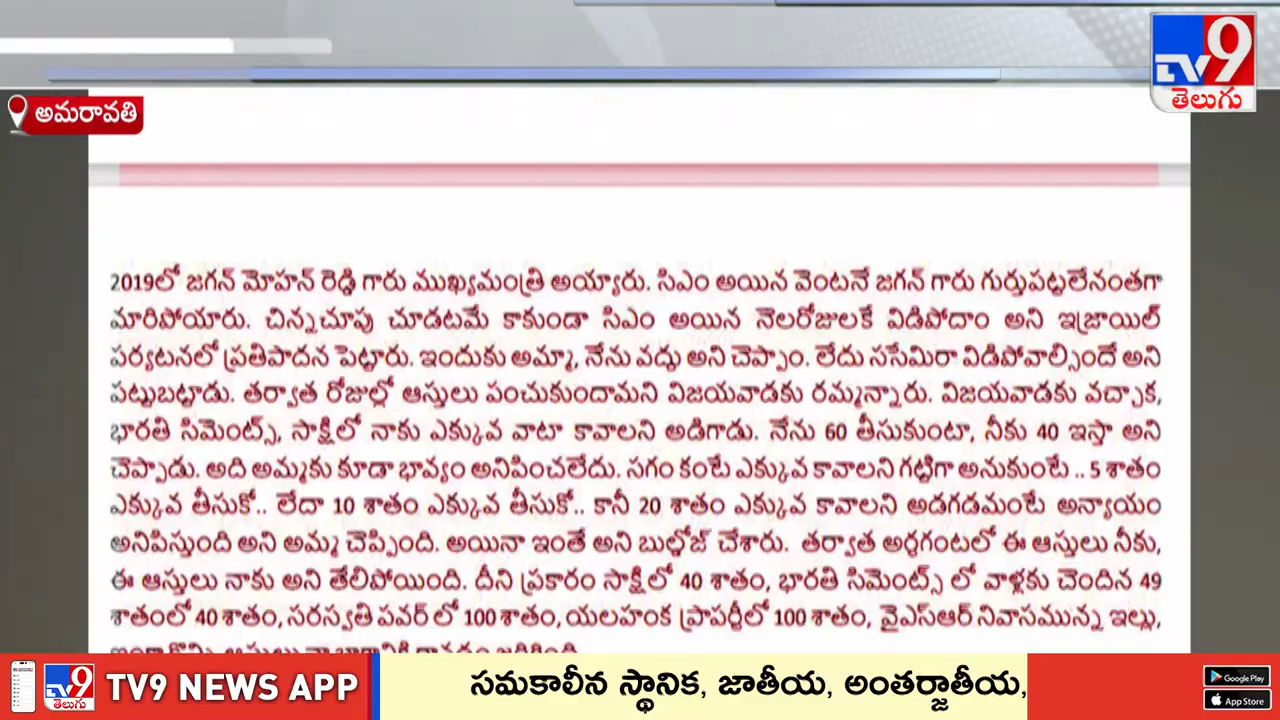 TV9
తెలుగు
అమరావతి
2019లో జగన్ మోహన్ రెడ్డి గారు ముఖ్యమంత్రి అయ్యారు. సిఎం అయిన వెంటనే జగన్ గారు గుర్తుపట్టలేనంతగా
మారిపోయారు. చిన్నచూపు చూడటమే కాకుండా సిఎం అయిన నెలరోజులకే విడిపోదాం అని ఇజ్రాయిల్
పర్యటనలో ప్రతిపాదన పెట్టారు. ఇందుకు అమ్మా, నేను వద్దు అని చెప్పాం. లేదు ససేమిరా విడిపోవాల్సిందే అని
పట్టుబట్టాడు. తర్వాత రోజుల్లో ఆస్తులు పంచుకుందామని విజయవాడకు రమ్మన్నారు. విజయవాడకు వచ్చాక,
భారతి సిమెంట్స్, సాక్షిలో నాకు ఎక్కువ వాటా కావాలని అడిగాడు. నేను 60 తీసుకుంటా, నీకు 40 ఇస్తా అని
చెప్పాడు. అది అమ్మకు కూడా భావ్యం అనిపించలేదు. సగం కంటే ఎక్కువ కావాలని గట్టిగా అనుకుంటే .. 5 శాతం
ఎక్కువ తీసుకో.. లేదా 10 శాతం ఎక్కువ తీసుకో.. కానీ 20 శాతం ఎక్కువ కావాలని అడగడమంటే అన్యాయం
అనిపిస్తుంది అని అమ్మ చెప్పింది. అయినా ఇంతే అని బుల్డోజ్ చేశారు. తర్వాత అర్ధగంటలో ఈ ఆస్తులు నీకు,
ఈ ఆస్తులు నాకు అని తేలిపోయింది. దీని ప్రకారం సాక్షిలో 40 శాతం, భారతి సిమెంట్స్ లో వాళ్లకు చెందిన 49
శాతంలో 40 శాతం, సరస్వతి పవర్ లో 100 శాతం, యలహంక ప్రాపర్టీలో 100 శాతం, వైఎస్ఆర్ నివాసమున్న ఇల్లు,
TV9
తెలుగు
TV9 NEWS APP
సమకాలీన స్థానిక, జాతీయ, అంతర్జాతీయ,
Google Play
App Store